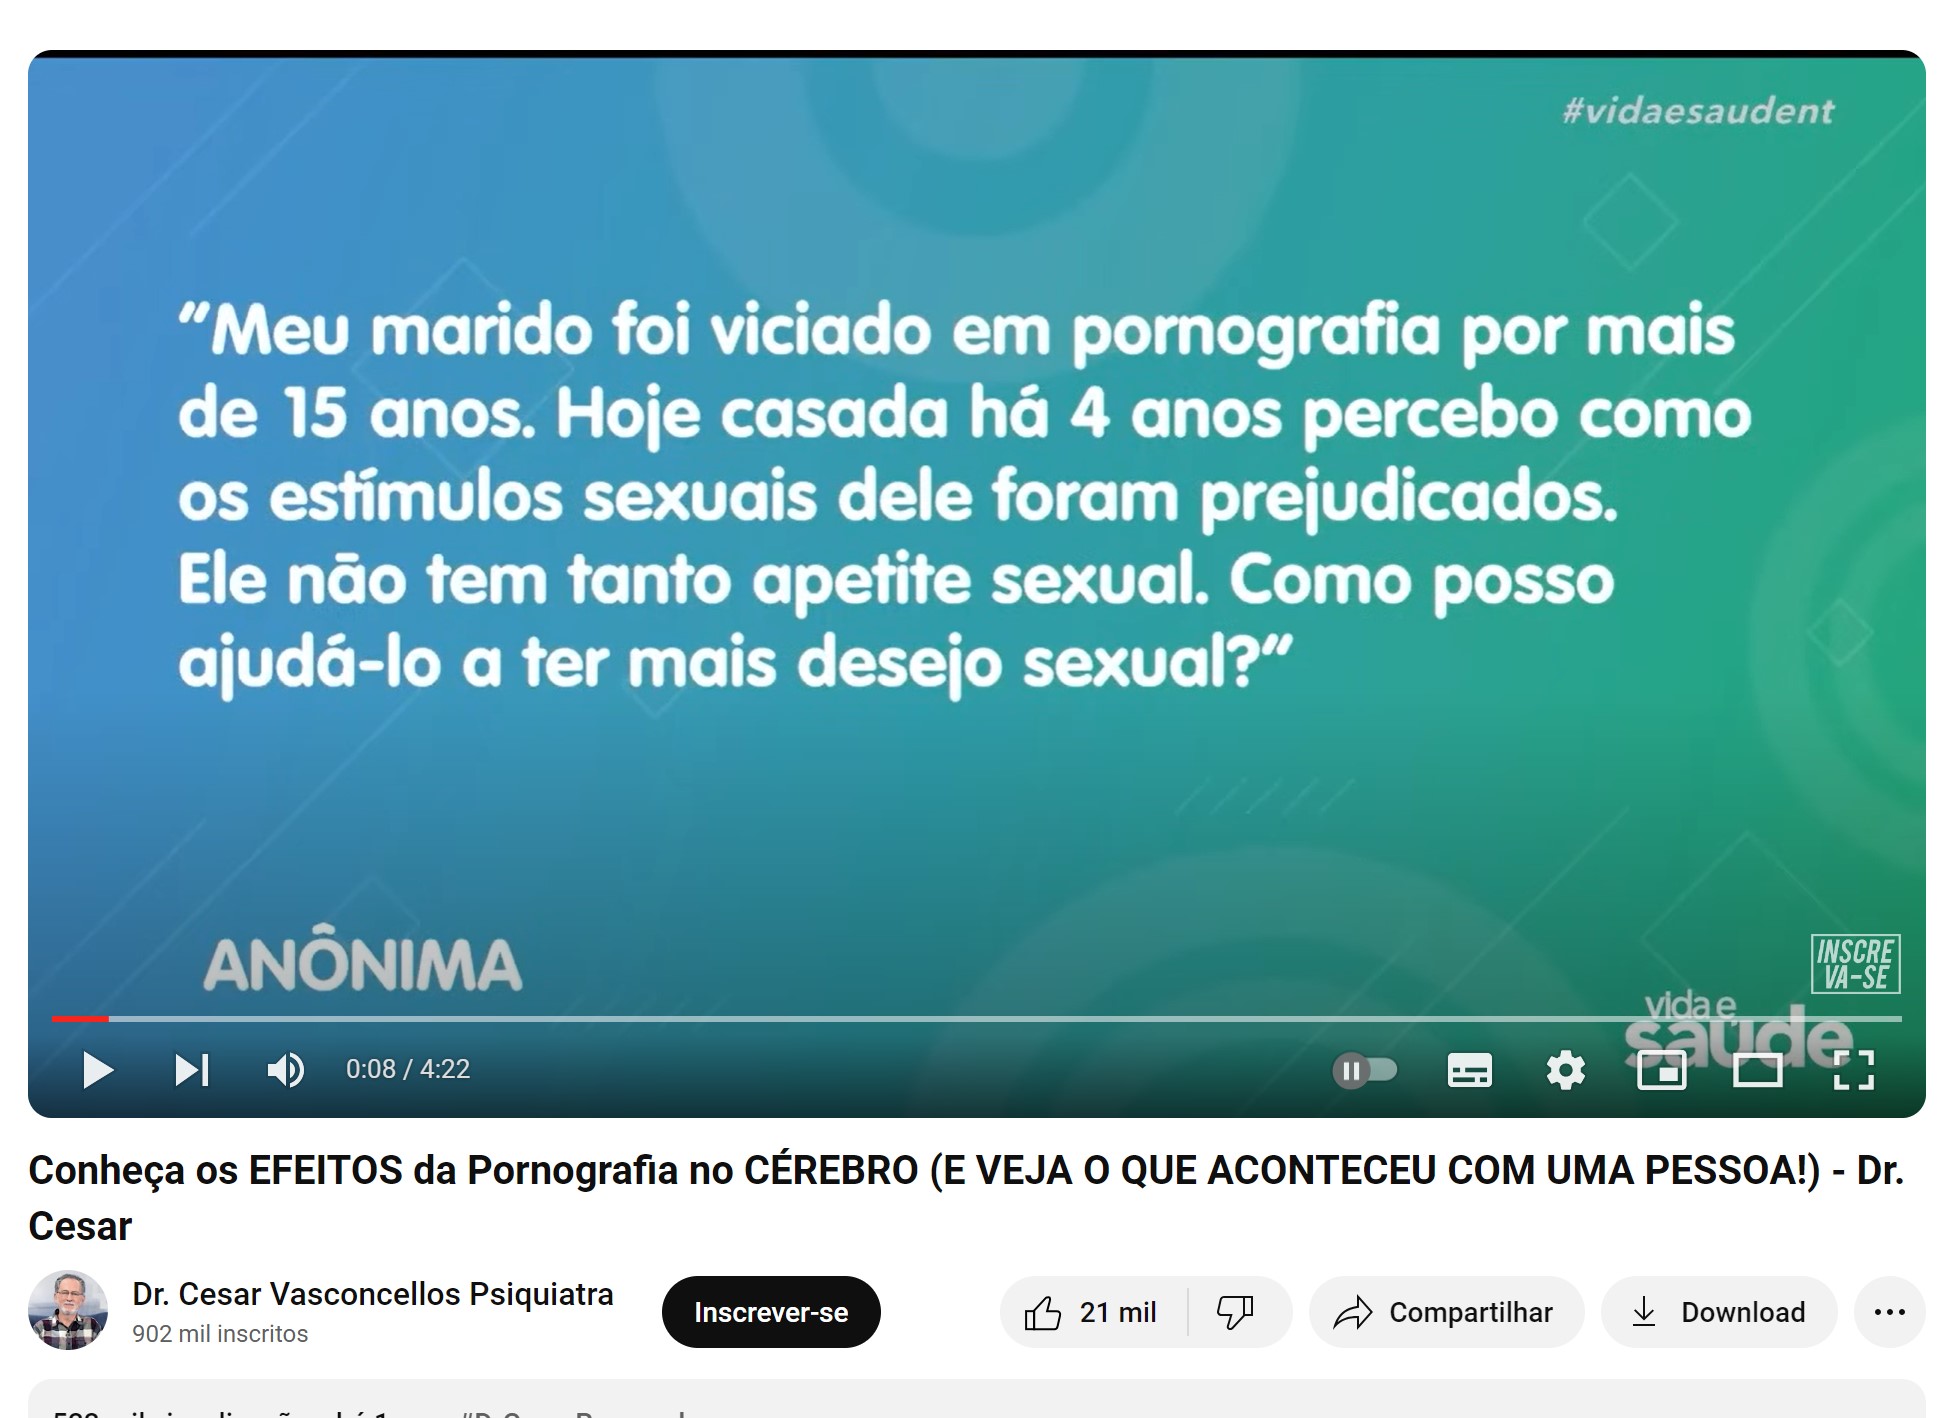 #vidaesaudent
"Meu marido foi viciado em pornografia por mais
de 15 anos. Hoje casada há 4 anos percebo como
os estímulos sexuais dele foram prejudicados.
Ele não tem tanto apetite sexual. Como posso
ajudá-lo a ter mais desejo sexual?"
ANÔNIMA
INSCRE
VA-SE
vida e
saúde
0:08 / 4:22
Conheça os EFEITOS da Pornografia no CÉREBRO (E VEJA O QUE ACONTECEU COM UMA PESSOA!) - Dr.
Cesar
Dr. Cesar Vasconcellos Psiquiatra
902 mil inscritos
Inscrever-se
21 mil
Compartilhar
Download